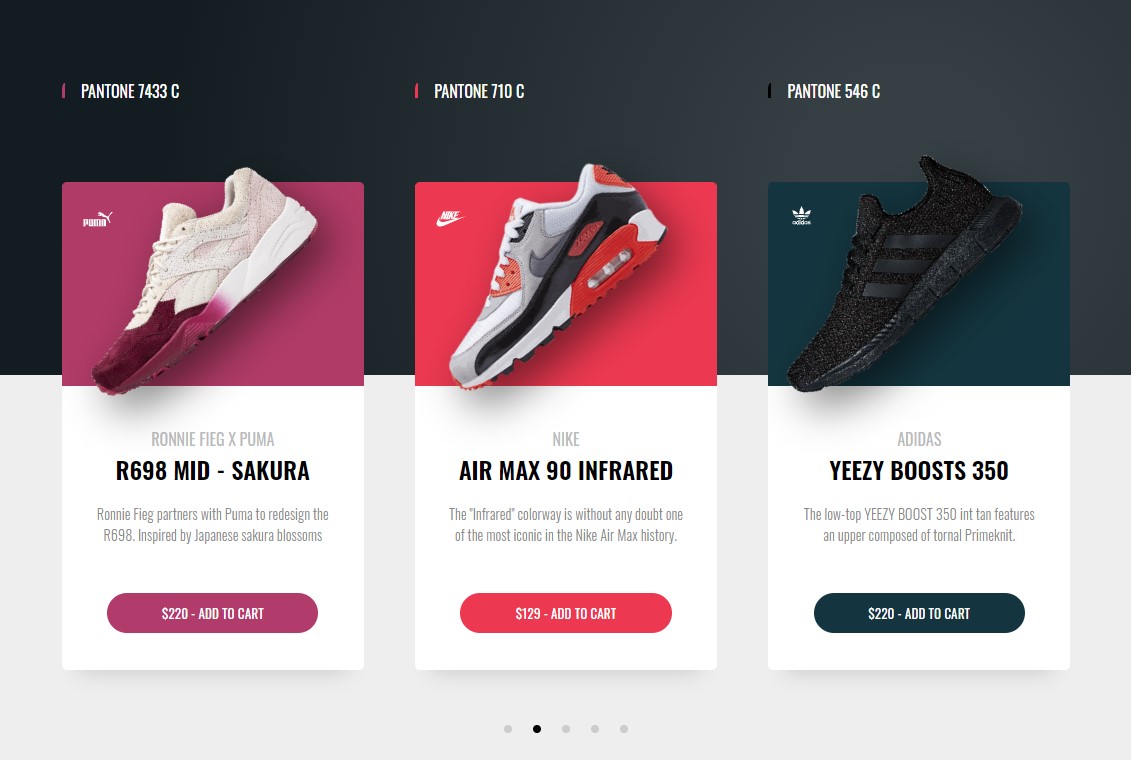 PANTONE 7433 C
PANTONE 710 C
PANTONE 546 C
PUMA
NIKE
adidas
RONNIE FIEG X PUMA
R698 MID - SAKURA
Ronnie Fieg partners with Puma to redesign the
R698. Inspired by Japanese sakura blossoms
$220 - ADD TO CART
NIKE
AIR MAX 90 INFRARED
The "Infrared" colorway is without any doubt one
of the most iconic in the Nike Air Max history.
$129 - ADD TO CART
ADIDAS
YEEZY BOOSTS 350
The low-top YEEZY BOOST 350 int tan features
an upper composed of tornal Primeknit.
$220 - ADD TO CART